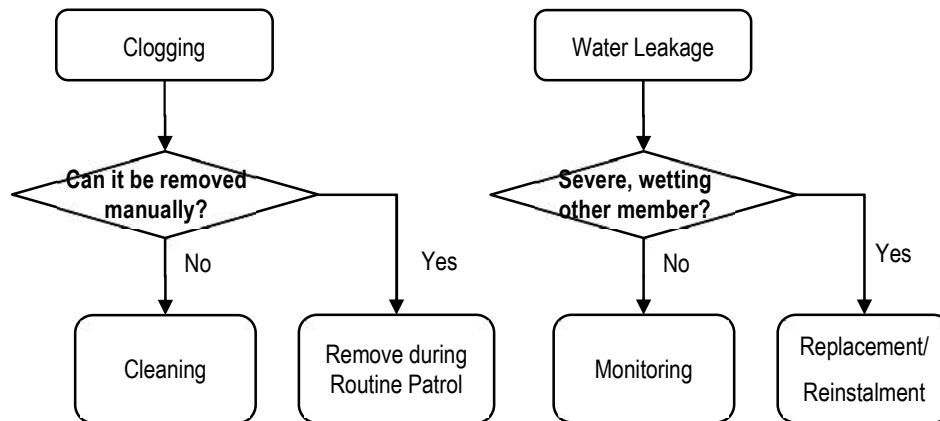 Clogging
Can it be removed
manually?
No
Yes
Cleaning
Remove during
Routine Patrol
Water Leakage
Severe, wetting
other member?
No
Yes
Monitoring
Replacement/
Reinstalment